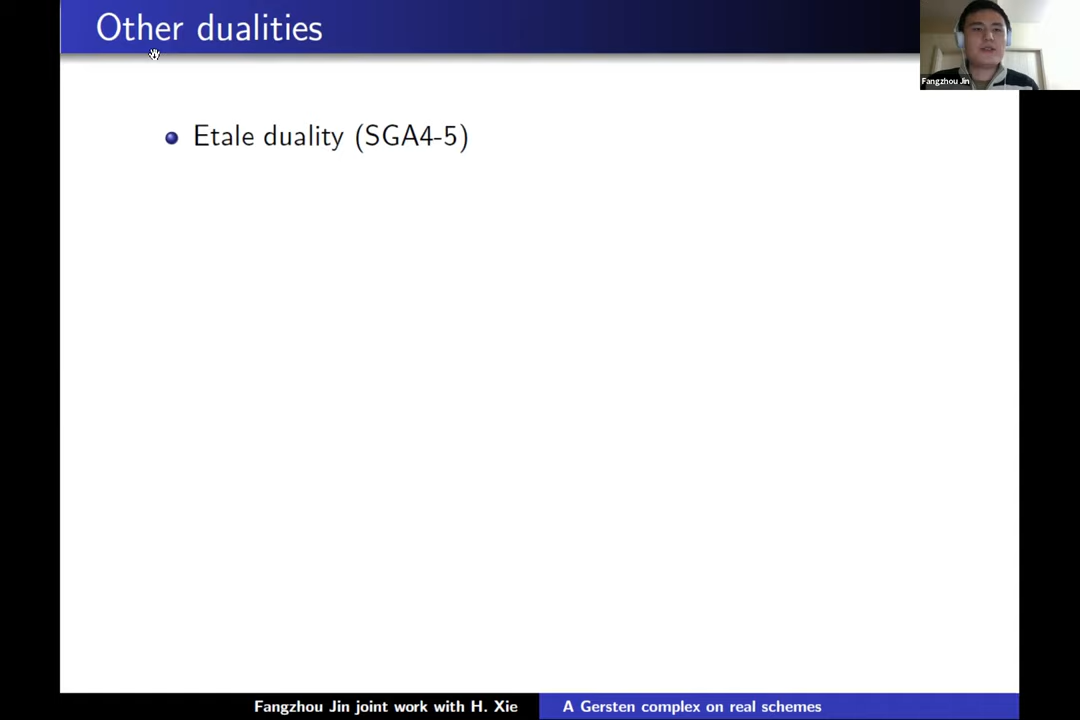 Other dualities
Fangzhou Jin
Etale duality (SGA4-5)
Fangzhou Jin joint work with H. Xie
A Gersten complex on real schemes